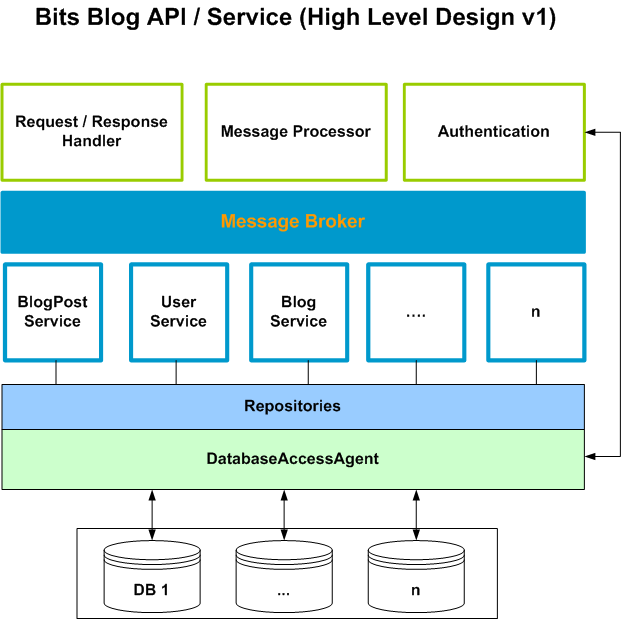 Bits Blog API / Service (High Level Design v1)
Request / Response
Handler
Message Processor
Authentication
Message Broker
BlogPost
Service
User
Service
Blog
Service
....
n
Repositories
DatabaseAccessAgent
DB 1
...
n